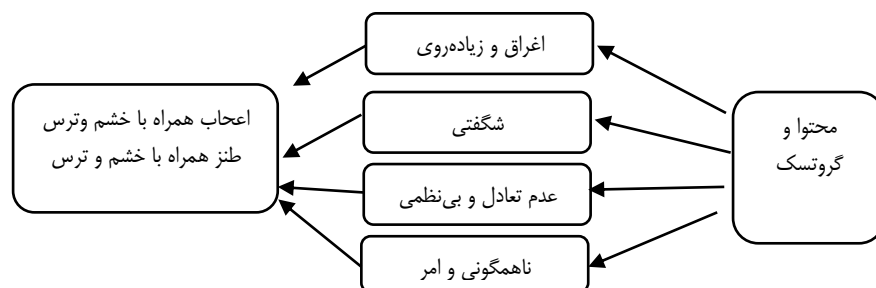 محتوا و
گروتسک
اغراق و زیاده‌روی
شگفتی
عدم تعادل و بی‌نظمی
ناهمگونی و امر
اعحاب همراه با خشم وترس
طنز همراه با خشم و ترس